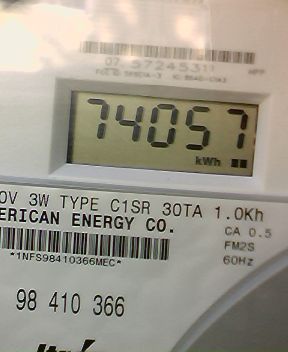 07 57245311
74057
kWh
0V 3W TYPE C1SR 30TA 1.0Kh
ERICAN ENERGY CO.
CA 0.5
FM2S
*1NFS98410366MEC*
60Hz
98 410 366